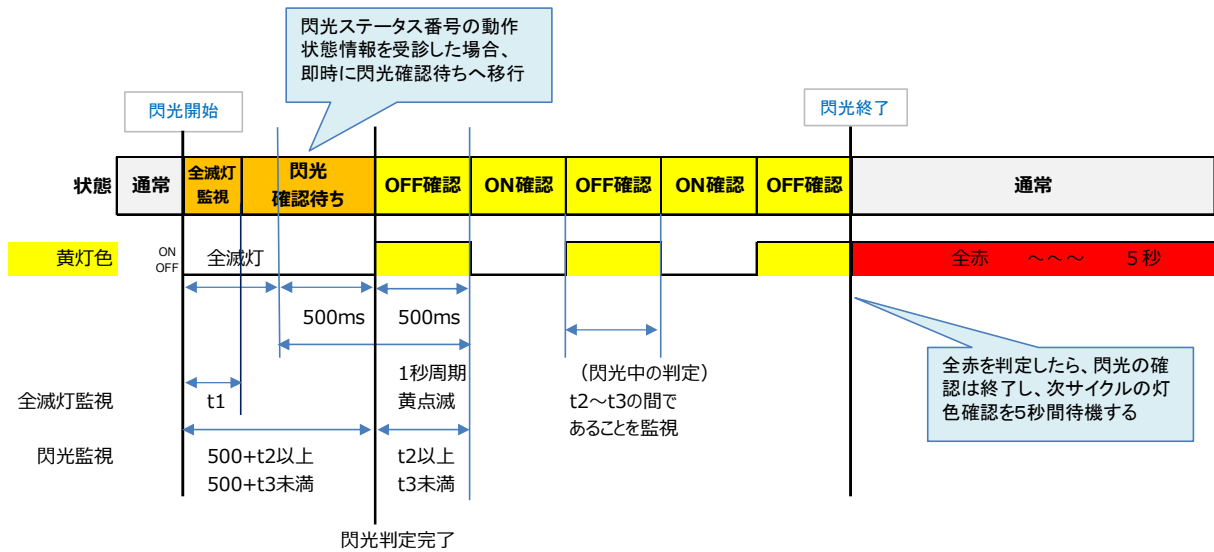 閃光ステータス番号の動作
状態情報を受診した場合、
即時に閃光確認待ちへ移行
閃光開始
閃光終了
状態
通常
全滅灯
監視
閃光
確認待ち
OFF確認
ON確認
OFF確認
ON確認
OFF確認
通常
黄灯色
ON
OFF
全滅灯
全赤 ～～～ 5秒
500ms
500ms
1秒周期
黄点滅
(閃光中の判定)
t2～t3の間で
あることを監視
全赤を判定したら、閃光の確
認は終了し、次サイクルの灯
色確認を5秒間待機する
全滅灯監視
t1
閃光監視
500+t2以上
500+t3未満
t2以上
t3未満
閃光判定完了